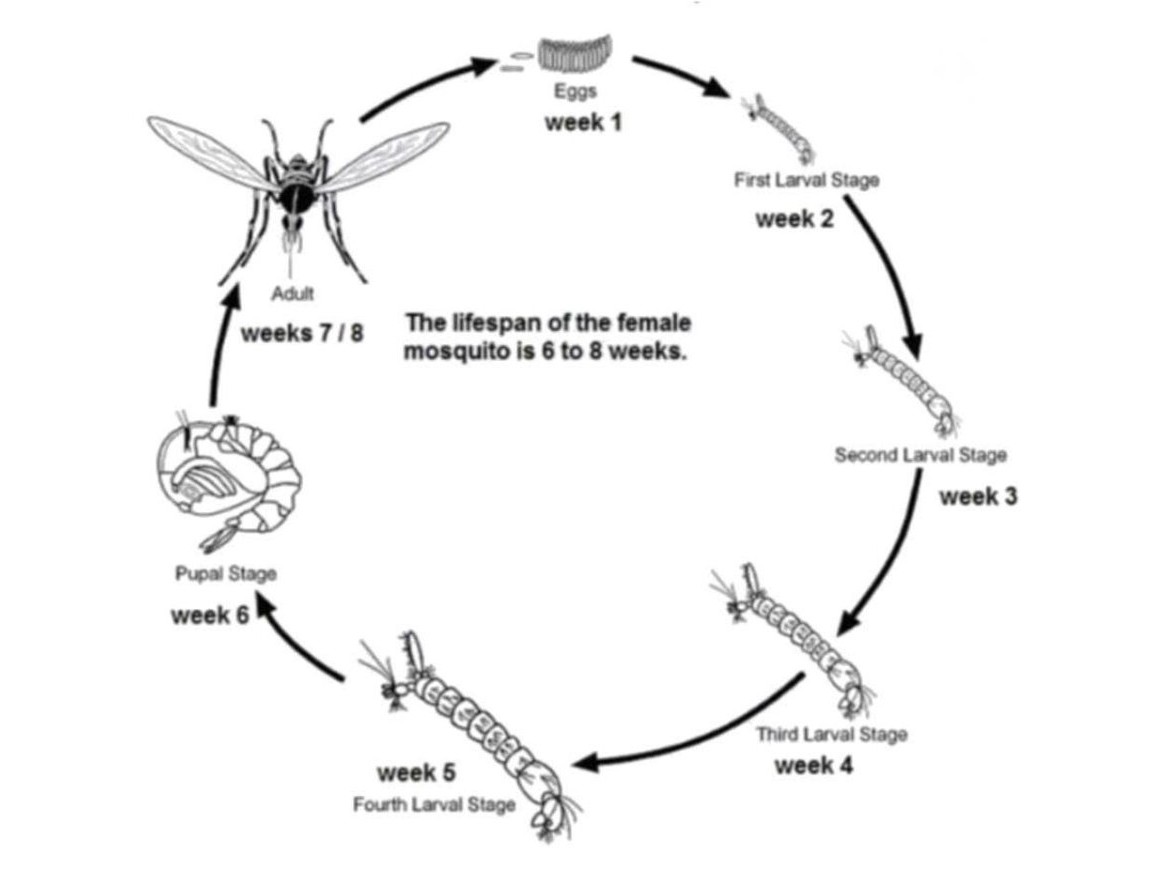 Eggs
week 1
First Larval Stage
week 2
Second Larval Stage
week 3
Third Larval Stage
week 4
week 5
Fourth Larval Stage
Pupal Stage
week 6
Adult
weeks 7 / 8
The lifespan of the female
mosquito is 6 to 8 weeks.